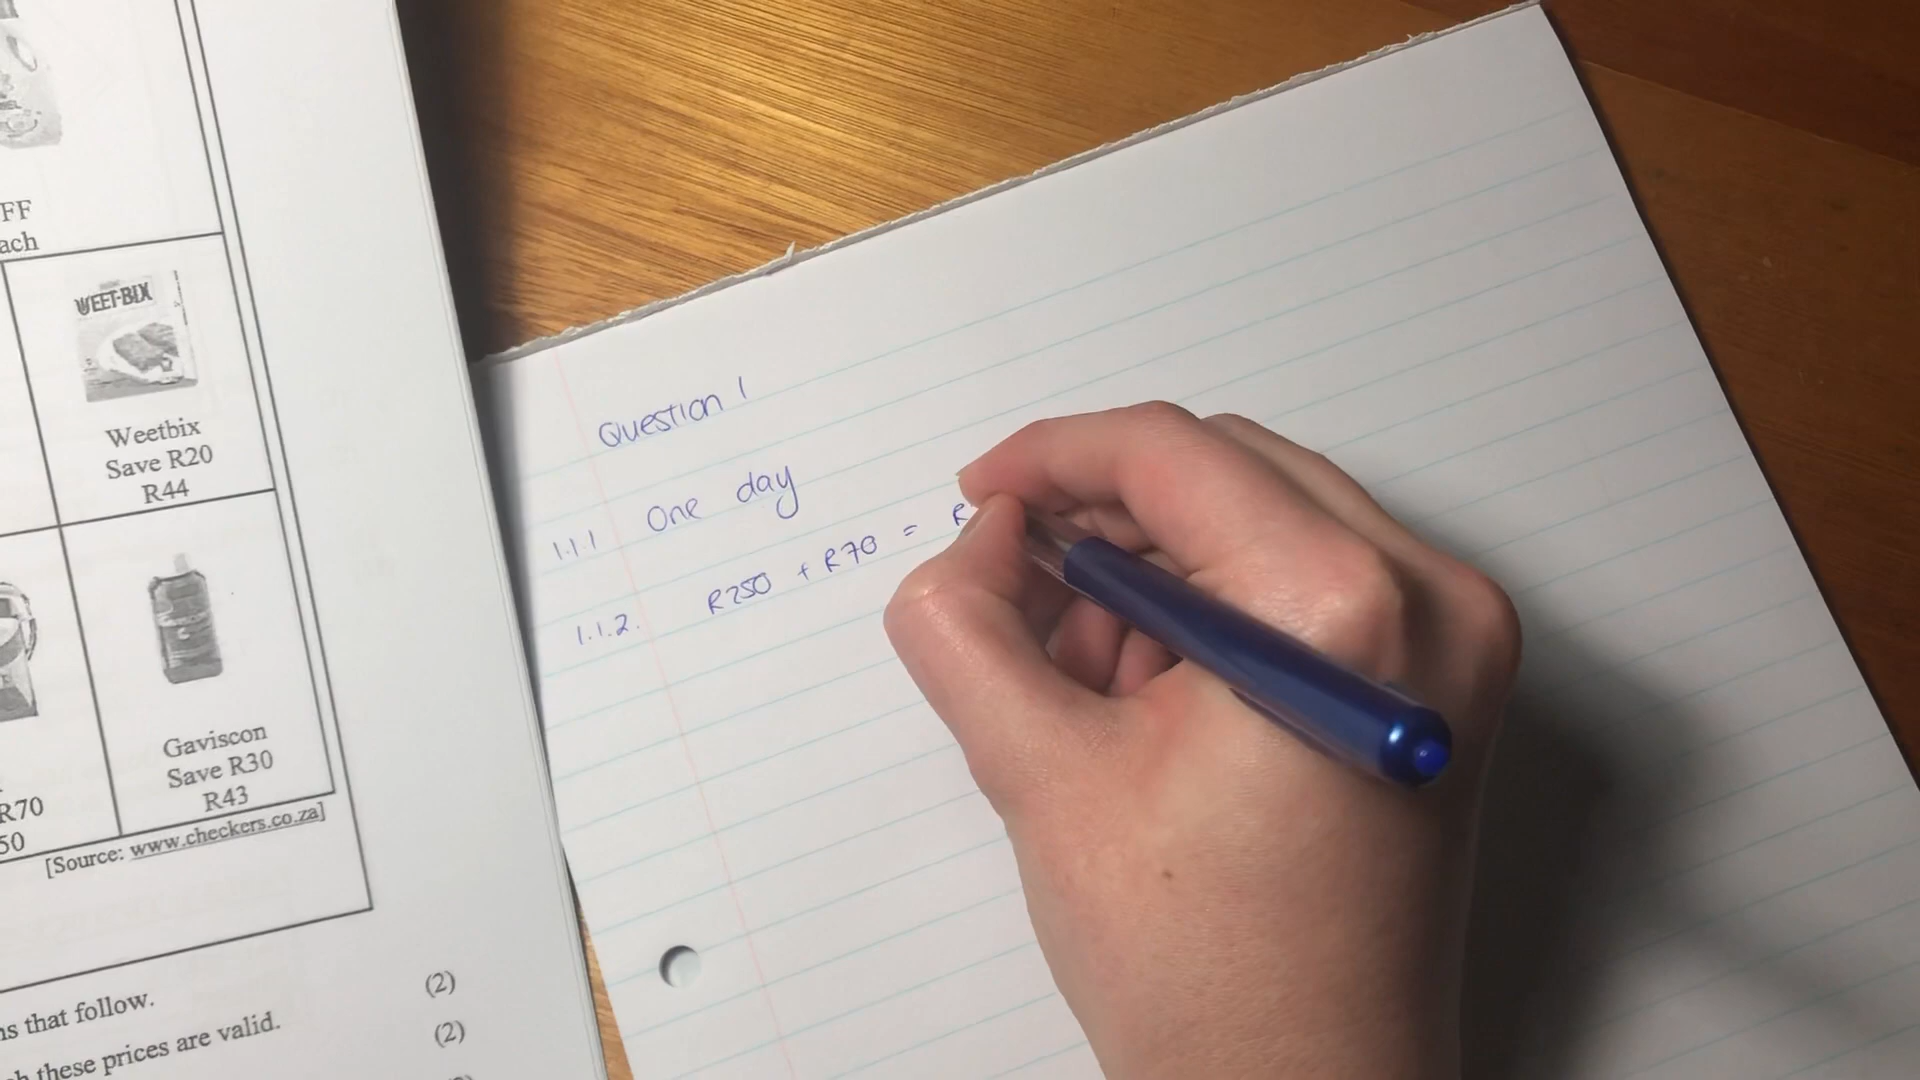 FF
ach
WEET-BIX
Weetbix
Save R20
R44
Gaviscon
Save R30
R43
R70
50
[Source: www.checkers.co.za]
ns that follow.
(2)
ch these prices are valid.
(2)
Question 1
1.1.1 One day
1.1.2. R250 + R70 = R